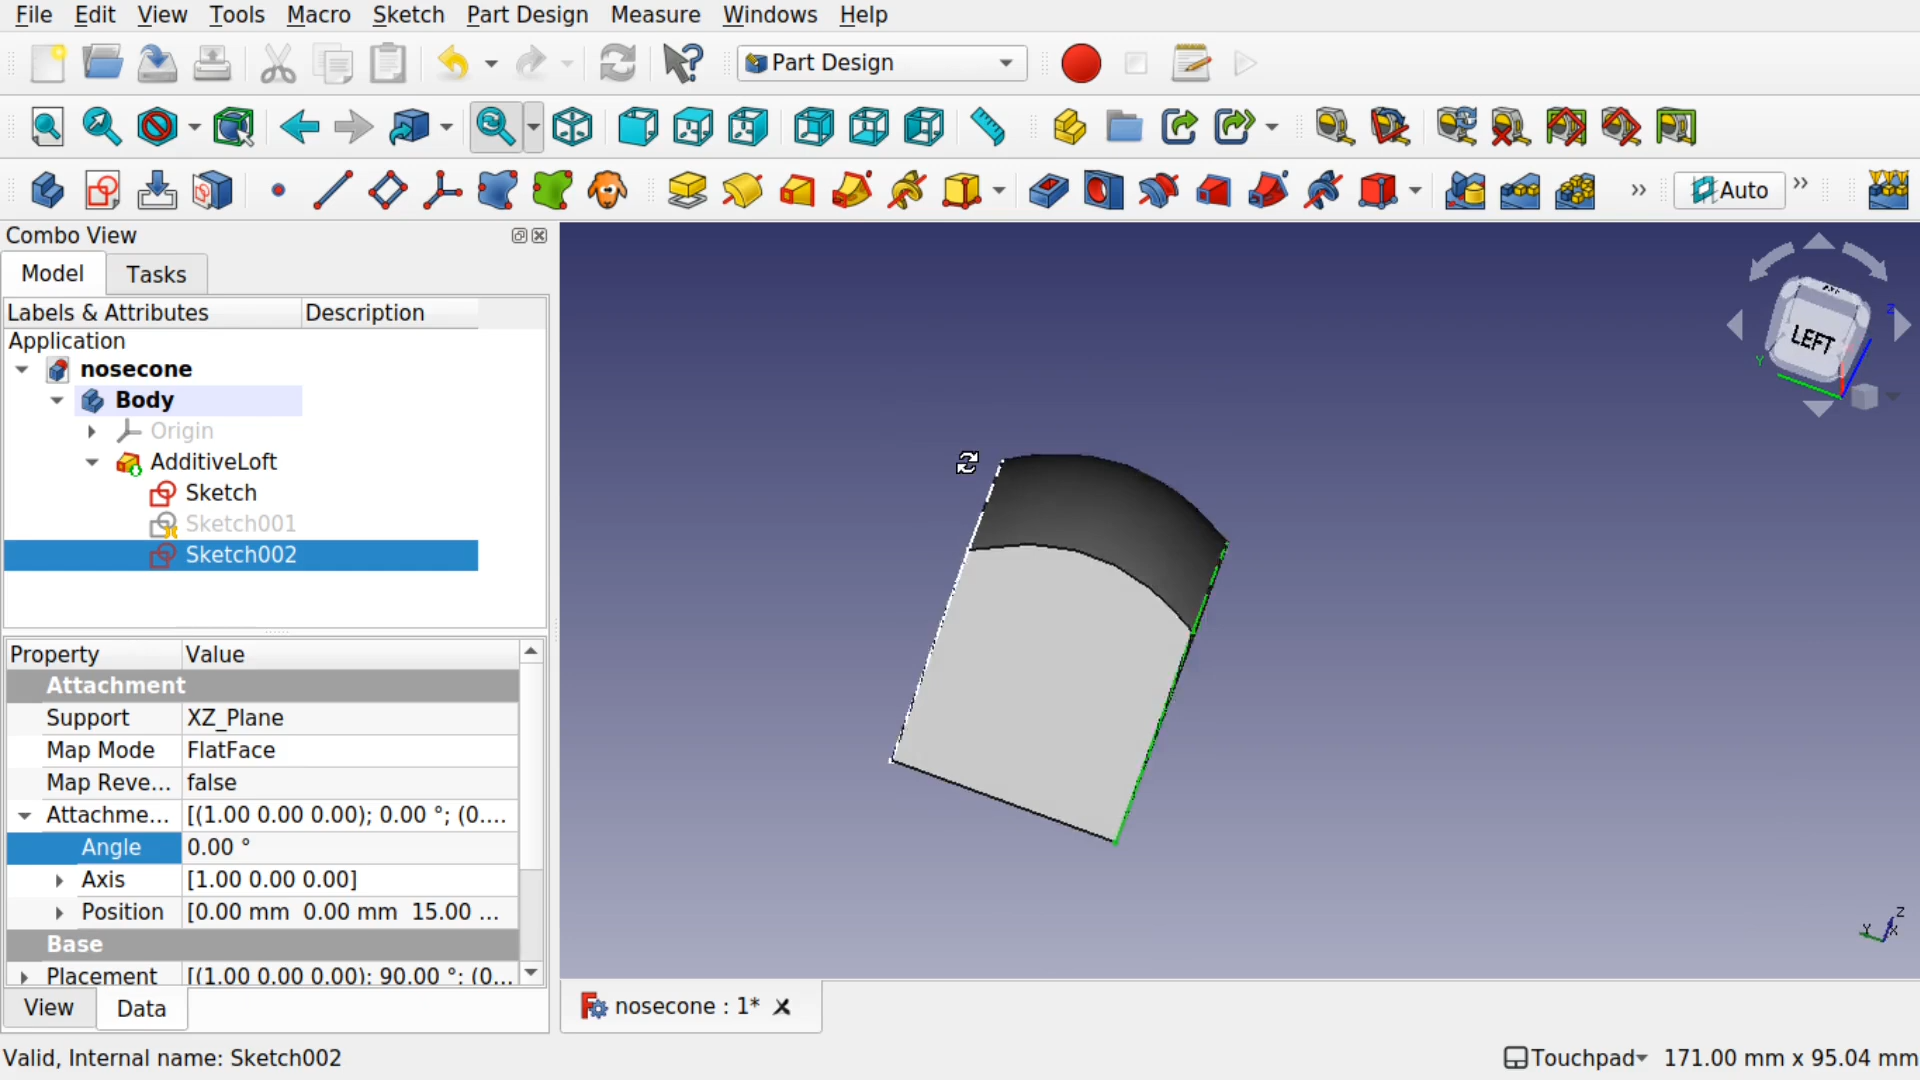 File Edit View Tools Macro Sketch Part Design Measure Windows Help
Part Design
Auto
Combo View
Model Tasks
Labels & Attributes Description
Application
nosecone
Body
Origin
AdditiveLoft
Sketch
Sketch001
Sketch002
Property Value
Attachment
Support XZ_Plane
Map Mode FlatFace
Map Reve... false
Attachme... [(1.00 0.00 0.00); 0.00 °; (0....
Angle 0.00 °
Axis [1.00 0.00 0.00]
Position [0.00 mm 0.00 mm 15.00 ...
Base
Placement [(1.00 0.00 0.00); 90.00 °; (0...
View Data
LEFT
Z
Y
Z
Y
X
nosecone : 1*
Valid, Internal name: Sketch002
Touchpad 171.00 mm x 95.04 mm